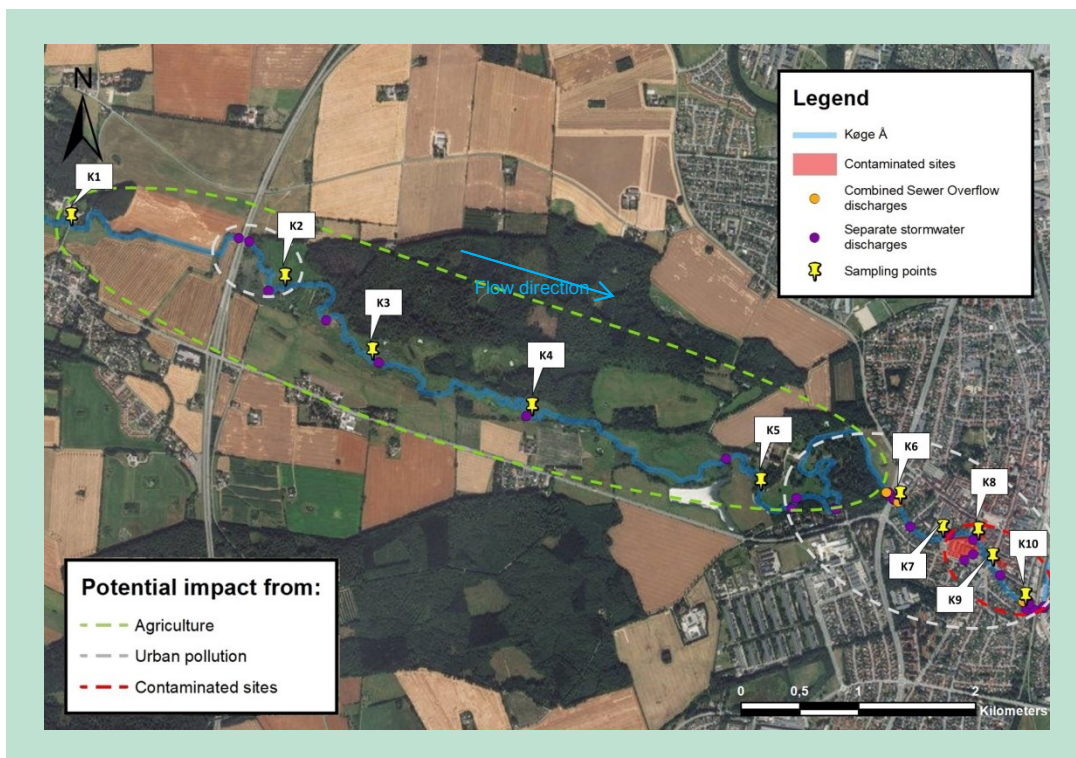 N
K1
K2
K3
K4
K5
K6
K7
K8
K9
K10
Flow direction
Legend
Køge Å
Contaminated sites
Combined Sewer Overflow
discharges
Separate stormwater
discharges
Sampling points
Potential impact from:
Agriculture
Urban pollution
Contaminated sites
0 0,5 1 2
Kilometers